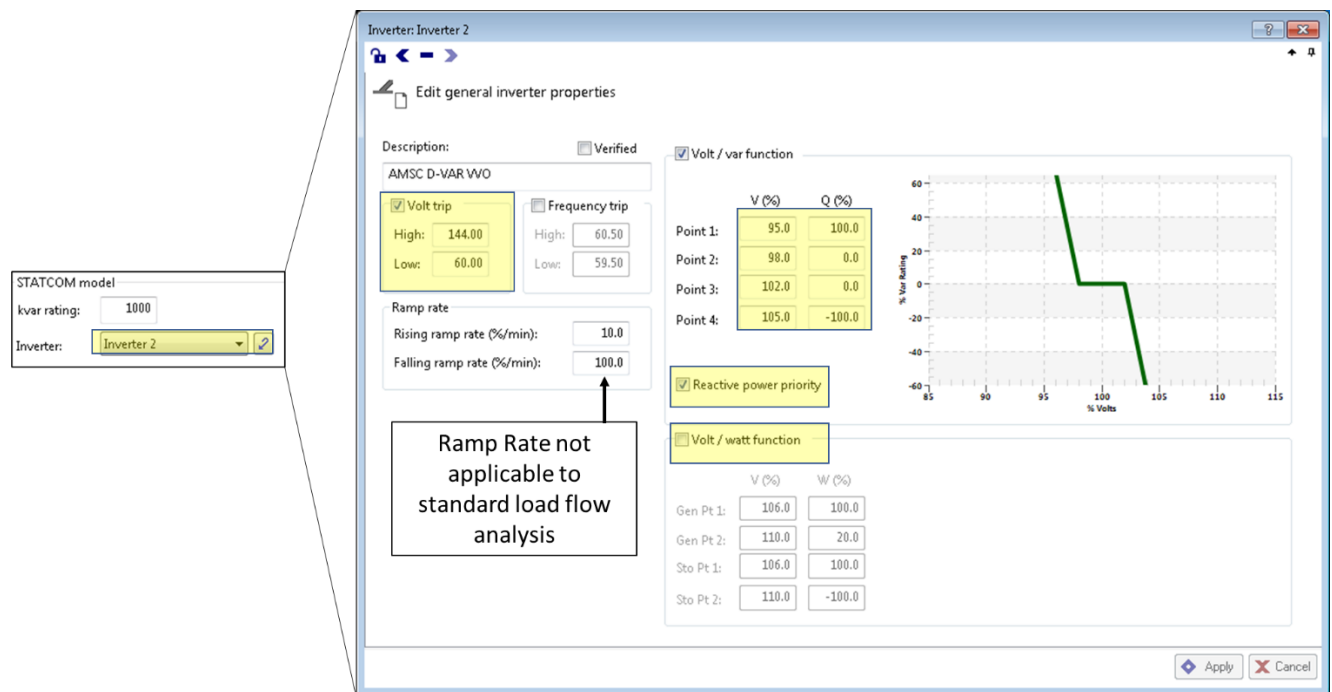 STATCOM model
kvar rating: 1000
Inverter: Inverter 2
Inverter: Inverter 2
Edit general inverter properties
Description: Verified
AMSC D-VAR VVO
Volt trip
High: 144.00
Low: 60.00
Frequency trip
High: 60.50
Low: 59.50
Ramp rate
Rising ramp rate (%/min): 10.0
Falling ramp rate (%/min): 100.0
Ramp Rate not
applicable to
standard load flow
analysis
Volt / var function
V (%) Q (%)
Point 1: 95.0 100.0
Point 2: 98.0 0.0
Point 3: 102.0 0.0
Point 4: 105.0 -100.0
Reactive power priority
% Var Rating
60
40
20
0
-20
-40
-60
85 90 95 100 105 110 115
% Volts
Volt / watt function
V (%) W (%)
Gen Pt 1: 106.0 100.0
Gen Pt 2: 110.0 20.0
Sto Pt 1: 106.0 100.0
Sto Pt 2: 110.0 -100.0
Apply Cancel